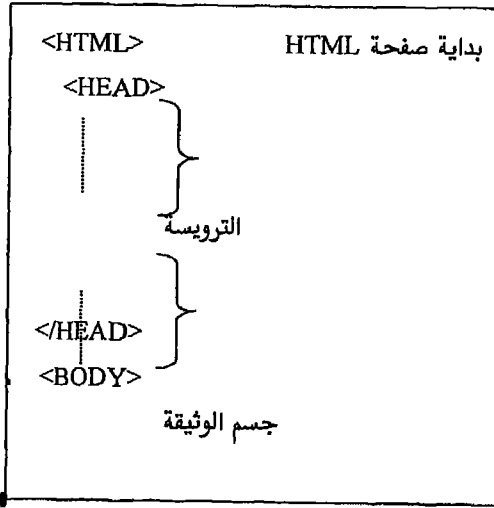 <HTML> بداية صفحة HTML
<HEAD>
الترويسة
</HEAD>
<BODY>
جسم الوثيقة